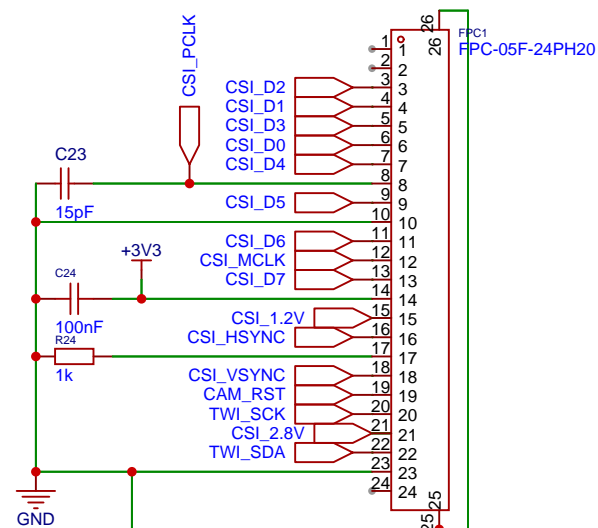 26
FPC1
FPC-05F-24PH20
CSI_PCLK
26
1 1
2 2
CSI_D2 3 3
CSI_D1 4 4
CSI_D3 5 5
CSI_D0 6 6
CSI_D4 7 7
C23
8 8
15pF
CSI_D5 9 9
10 10
CSI_D6 11 11
+3V3
CSI_MCLK 12 12
C24
CSI_D7 13 13
14 14
100nF
CSI_1.2V 15 15
R24
CSI_HSYNC 16 16
17 17
1k
CSI_VSYNC 18 18
CAM_RST 19 19
TWI_SCK 20 20
CSI_2.8V 21 21
TWI_SDA 22 22
23 23
24 24
25
25
GND